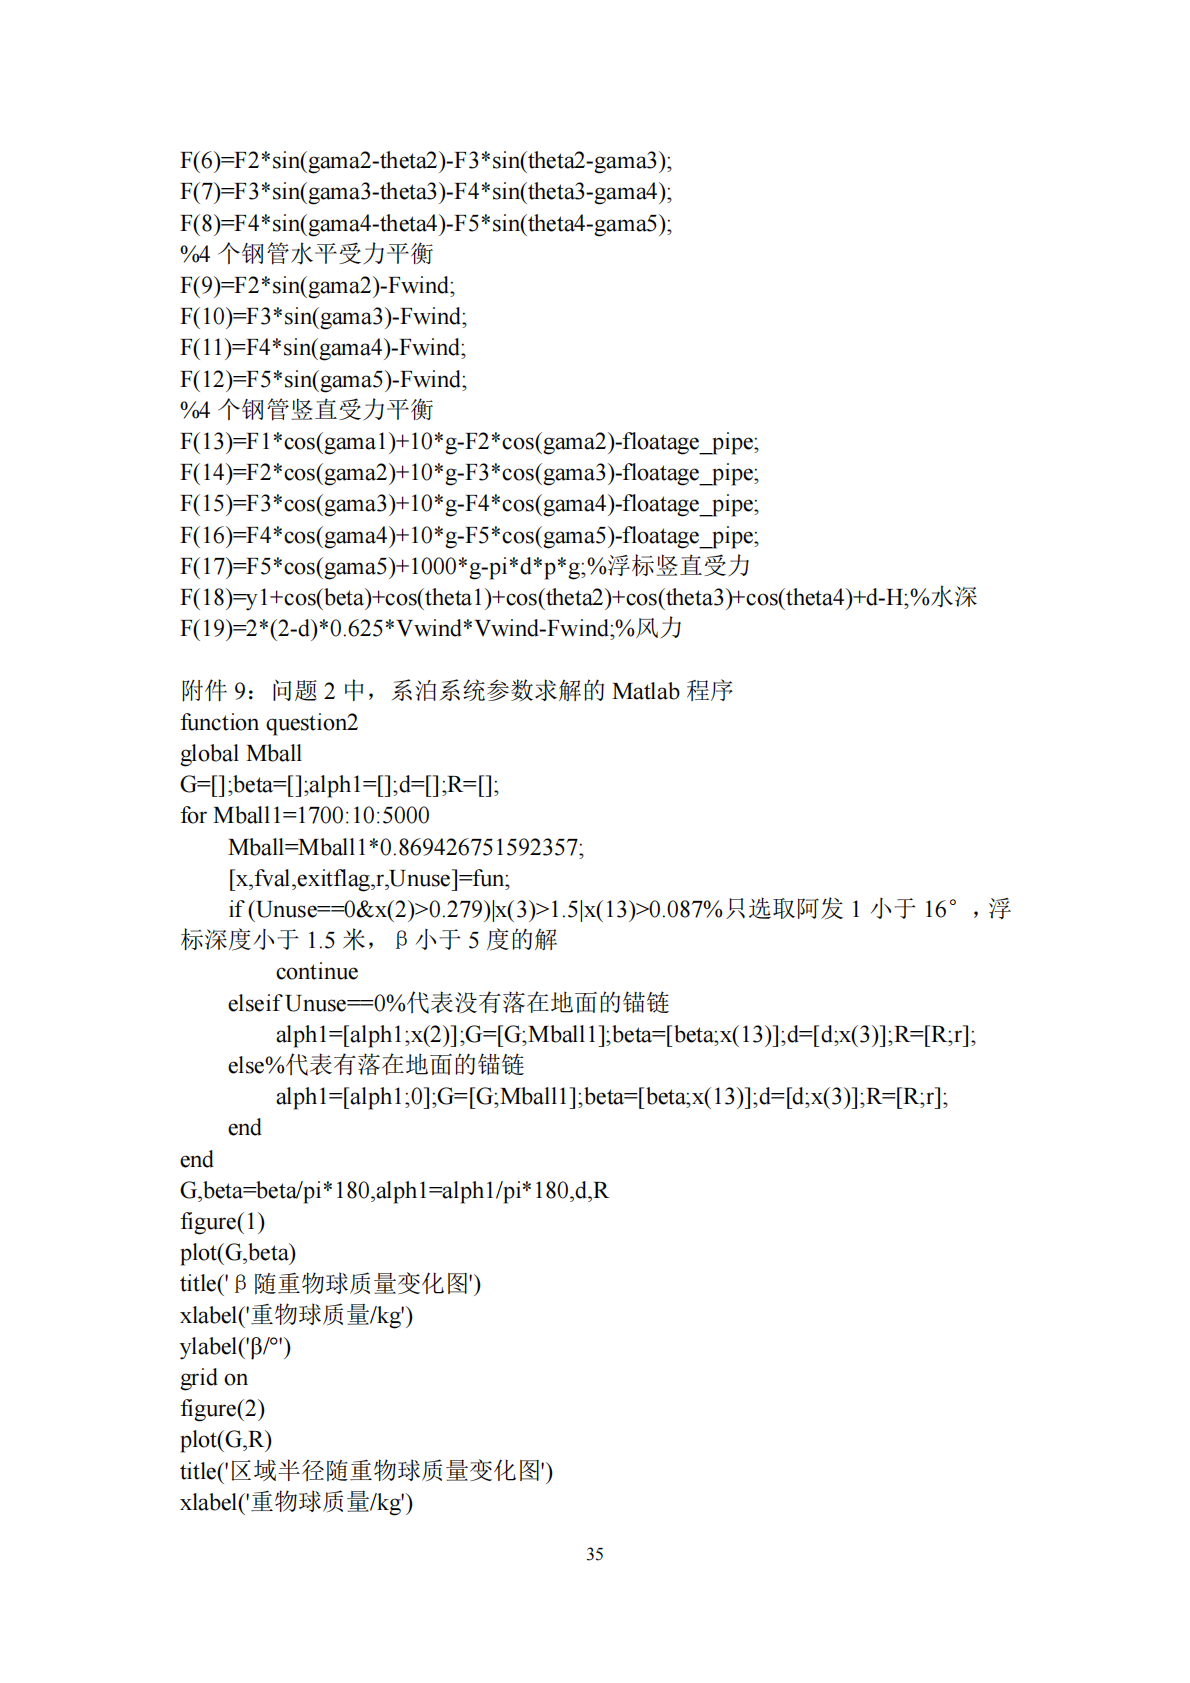 F(6)=F2*sin(gama2-theta2)-F3*sin(theta2-gama3);
F(7)=F3*sin(gama3-theta3)-F4*sin(theta3-gama4);
F(8)=F4*sin(gama4-theta4)-F5*sin(theta4-gama5);
%4 个钢管水平受力平衡
F(9)=F2*sin(gama2)-Fwind;
F(10)=F3*sin(gama3)-Fwind;
F(11)=F4*sin(gama4)-Fwind;
F(12)=F5*sin(gama5)-Fwind;
%4 个钢管竖直受力平衡
F(13)=F1*cos(gama1)+10*g-F2*cos(gama2)-floatage_pipe;
F(14)=F2*cos(gama2)+10*g-F3*cos(gama3)-floatage_pipe;
F(15)=F3*cos(gama3)+10*g-F4*cos(gama4)-floatage_pipe;
F(16)=F4*cos(gama4)+10*g-F5*cos(gama5)-floatage_pipe;
F(17)=F5*cos(gama5)+1000*g-pi*d*p*g;%浮标竖直受力
F(18)=y1+cos(beta)+cos(theta1)+cos(theta2)+cos(theta3)+cos(theta4)+d-H;%水深
F(19)=2*(2-d)*0.625*Vwind*Vwind-Fwind;%风力
附件 9：问题 2 中，系泊系统参数求解的 Matlab 程序
function question2
global Mball
G=[];beta=[];alph1=[];d=[];R=[];
for Mball1=1700:10:5000
Mball=Mball1*0.869426751592357;
[x,fval,exitflag,r,Unuse]=fun;
if (Unuse==0&x(2)>0.279)|x(3)>1.5|x(13)>0.087%只选取阿发 1 小于 16°，浮
标深度小于 1.5 米，β小于 5 度的解
continue
elseif Unuse==0%代表没有落在地面的锚链
alph1=[alph1;x(2)];G=[G;Mball1];beta=[beta;x(13)];d=[d;x(3)];R=[R;r];
else%代表有落在地面的锚链
alph1=[alph1;0];G=[G;Mball1];beta=[beta;x(13)];d=[d;x(3)];R=[R;r];
end
end
G,beta=beta/pi*180,alph1=alph1/pi*180,d,R
figure(1)
plot(G,beta)
title('β随重物球质量变化图')
xlabel('重物球质量/kg')
ylabel('β/°')
grid on
figure(2)
plot(G,R)
title('区域半径随重物球质量变化图')
xlabel('重物球质量/kg')
35